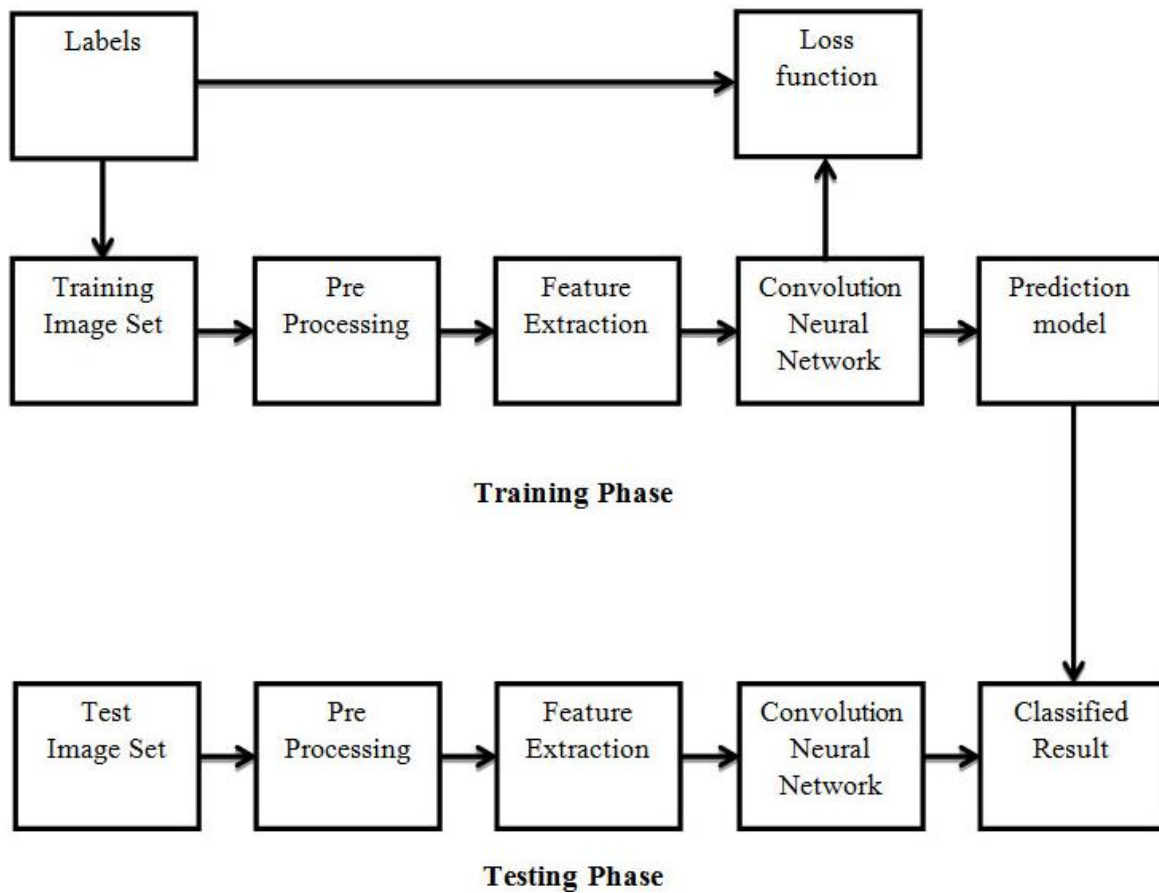 Labels
Loss
function
Training
Image Set
Pre
Processing
Feature
Extraction
Convolution
Neural
Network
Prediction
model
Training Phase
Test
Image Set
Pre
Processing
Feature
Extraction
Convolution
Neural
Network
Classified
Result
Testing Phase